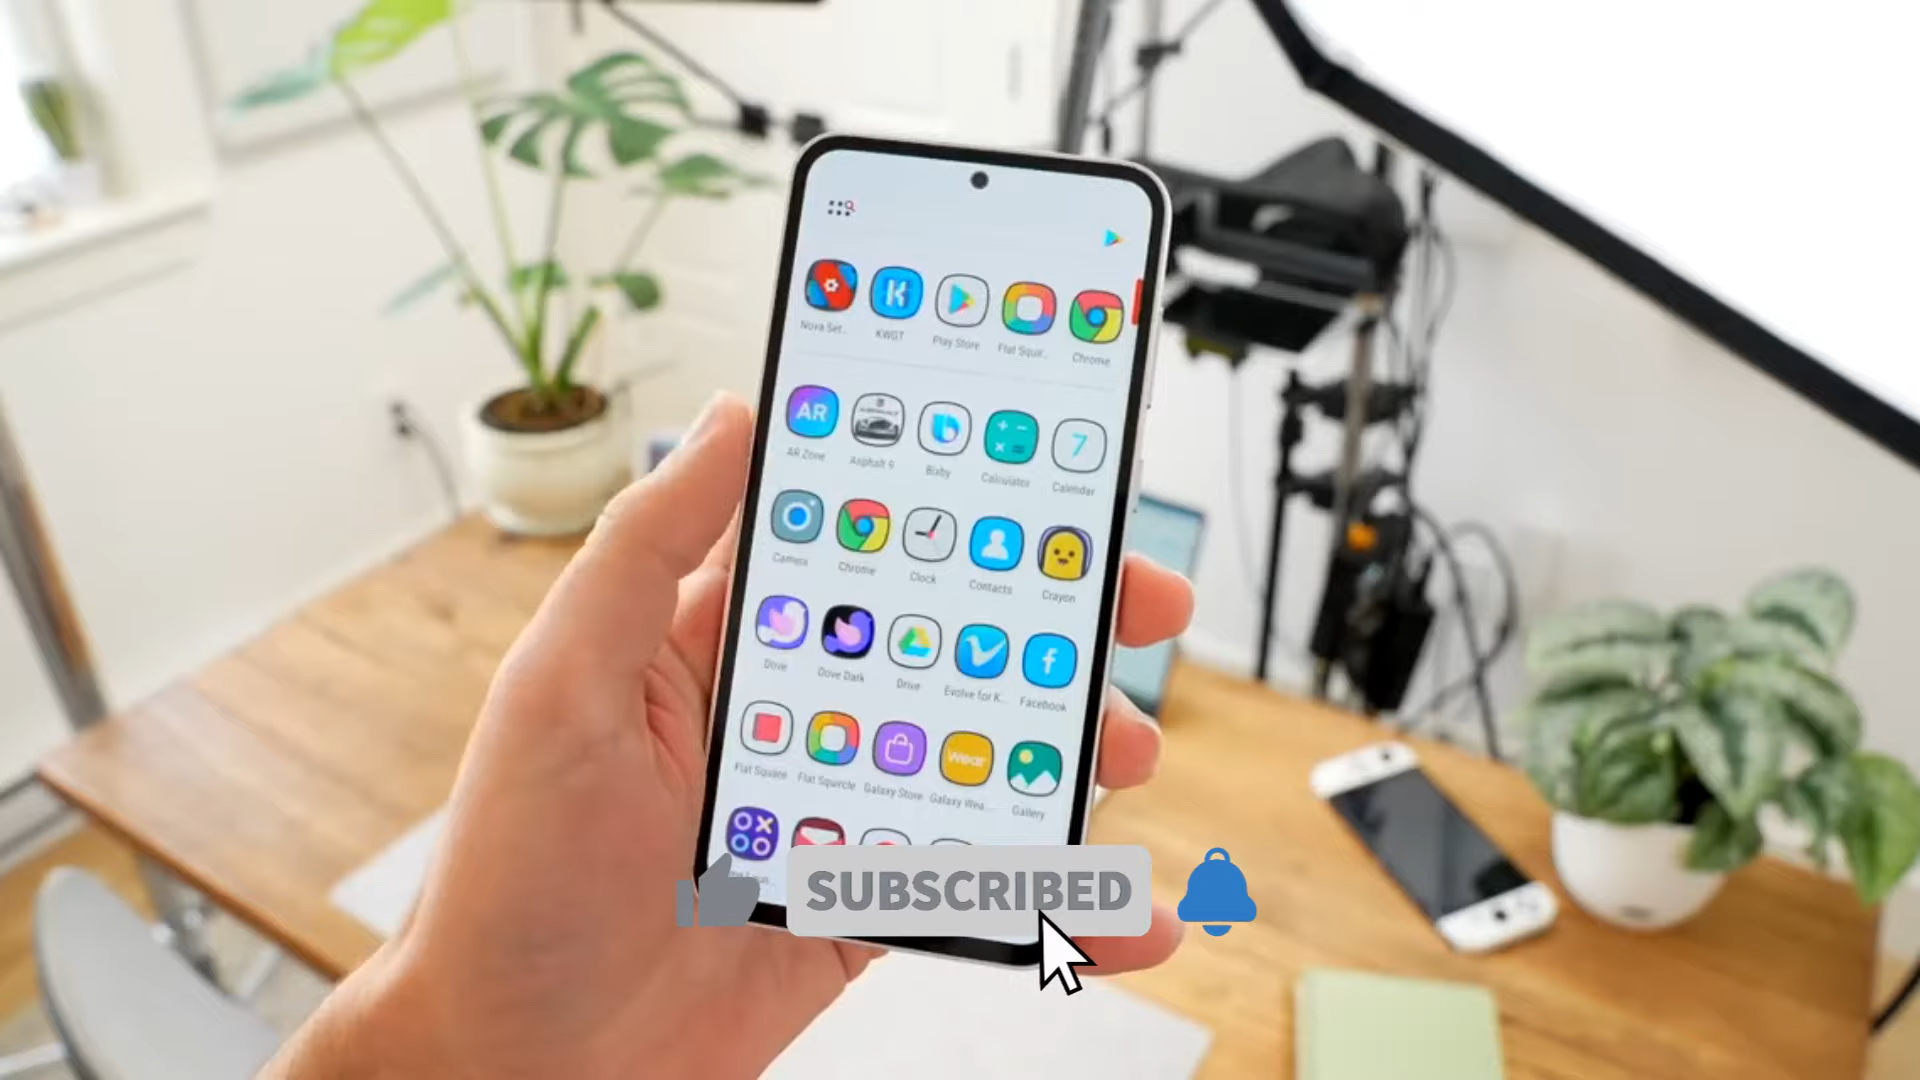 Nova Set..
KWGT
Play Store
Flat Squir..
Chrome
AR
AR Zone
Asphalt 9
Bixby
Calculator
7
Calendar
Camera
Chrome
Clock
Contacts
Crayon
Dove
Dove Dark
Drive
Evolve for K...
Facebook
Flat Square
Flat Squircle
Galaxy Store
wear
Galaxy Wea...
Gallery
SUBSCRIBED